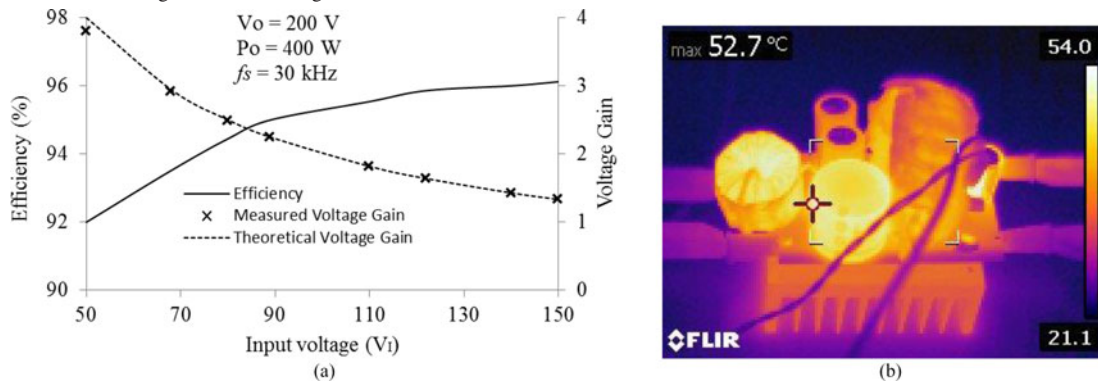 98
96
94
92
90
Efficiency (%)
Vo = 200 V
Po = 400 W
fs = 30 kHz
Efficiency
Measured Voltage Gain
Theoretical Voltage Gain
4
3
2
1
0
Voltage Gain
50 70 90 110 130 150
Input voltage (VI)
(a)
max 52.7 °C
54.0
FLIR
21.1
(b)